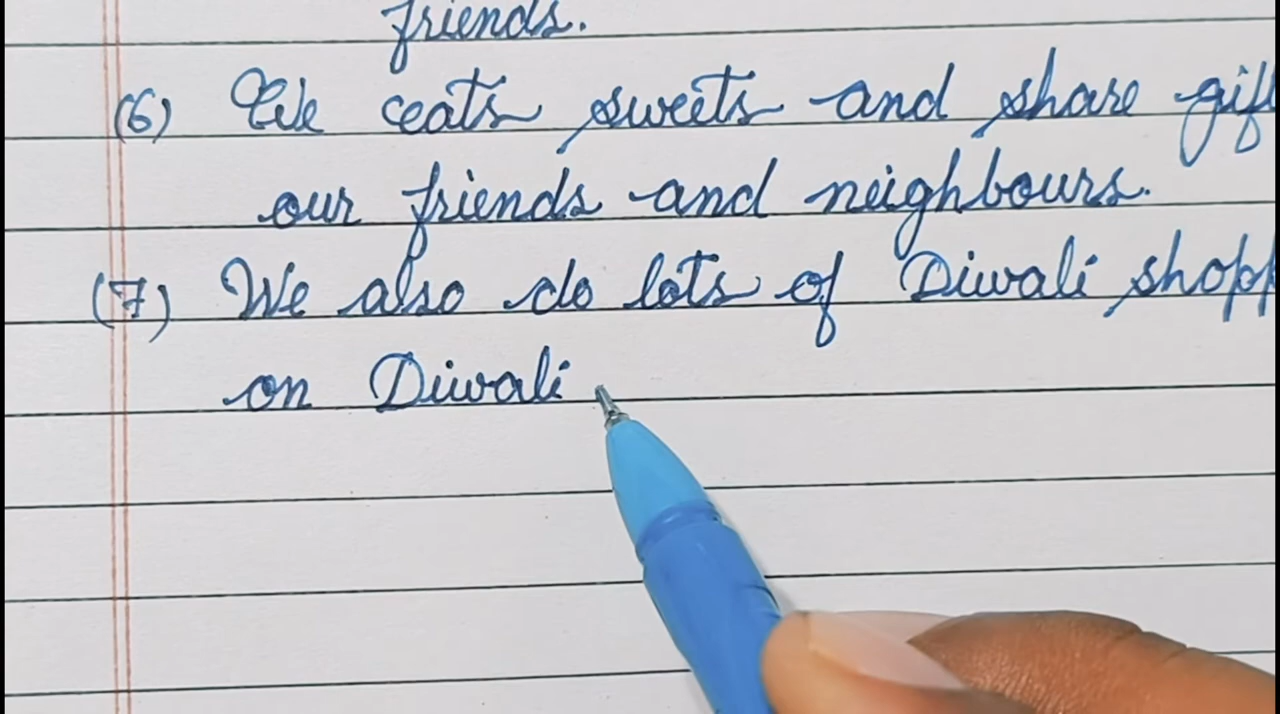 friends.
(6) We eats sweets and share gif
our friends and neighbours.
(7) We also do lots of Diwali shopp
on Diwali